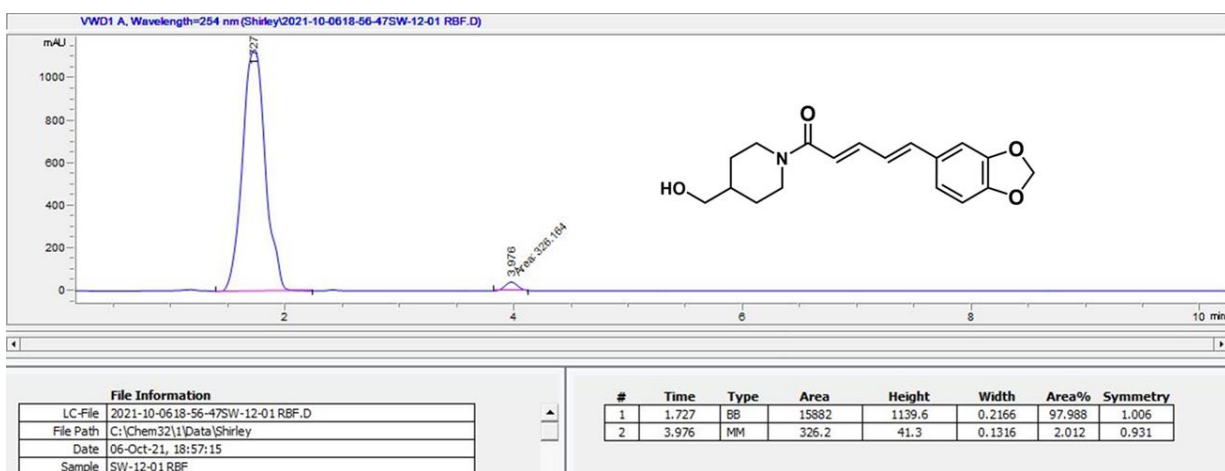 VWD1 A, Wavelength=254 nm (Shirley\2021-10-0618-56-47SW-12-01 RBF.D)
mAU
1000
800
600
400
200
0
727
3.976
Area: 326.164
O
N
HO
O
O
2 4 6 8 10 min
File Information
LC-File 2021-10-0618-56-47SW-12-01 RBF.D
File Path C:\Chem32\1\Data\Shirley
Date 06-Oct-21, 18:57:15
Sample SW-12-01 RBF
# Time Type Area Height Width Area% Symmetry
1 1.727 BB 15882 1139.6 0.2166 97.988 1.006
2 3.976 MM 326.2 41.3 0.1316 2.012 0.931